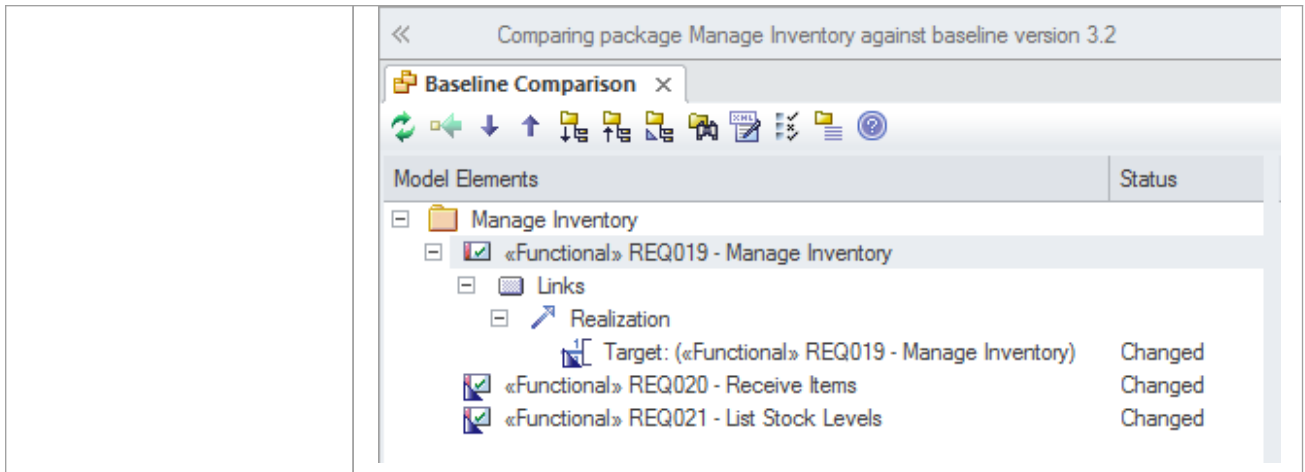 Comparing package Manage Inventory against baseline version 3.2
Baseline Comparison
Model Elements Status
Manage Inventory
«Functional» REQ019 - Manage Inventory
Links
Realization
Target: («Functional» REQ019 - Manage Inventory) Changed
«Functional» REQ020 - Receive Items Changed
«Functional» REQ021 - List Stock Levels Changed